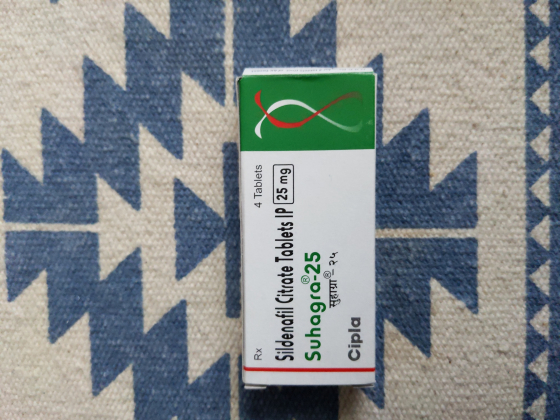 Rx
4 Tablets
Sildenafil Citrate Tablets IP 25 mg
Suhagra®-25
सुहाग्रा®-२५
Cipla